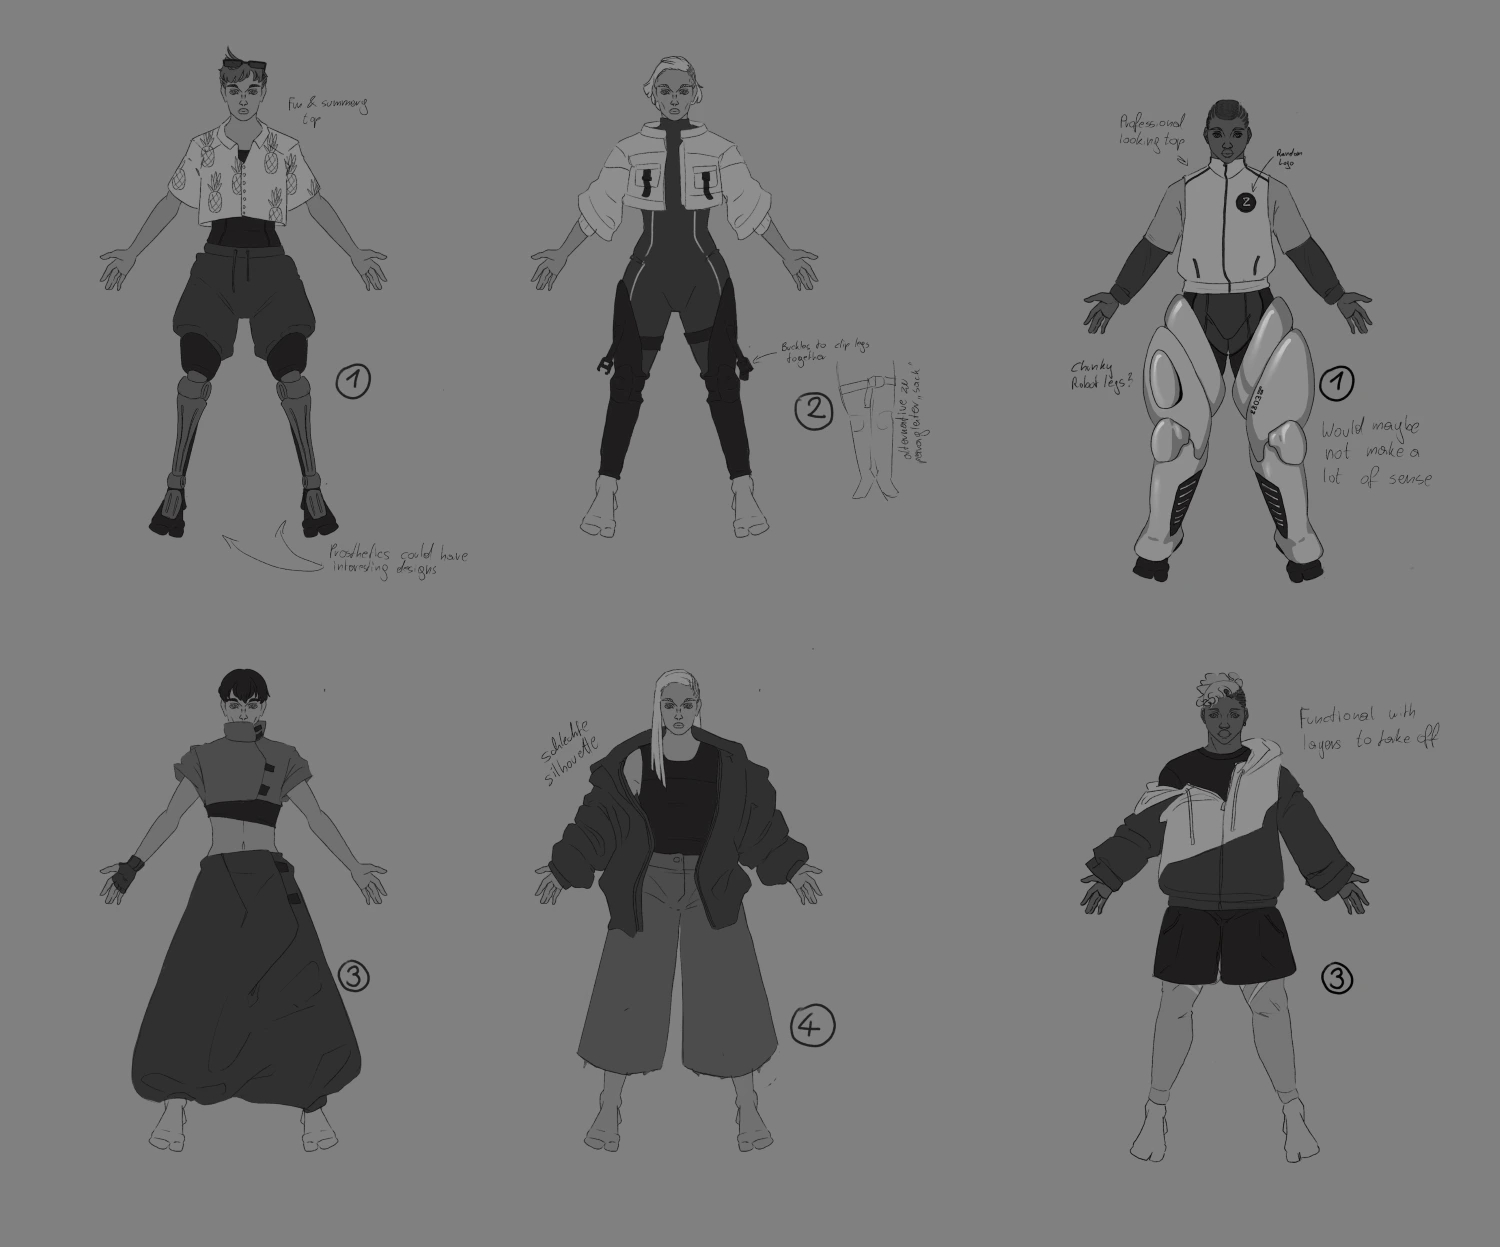 Fun & summery
top
1
Prosthetics could have
interesting designs
Buckles to clip legs
together
2
alternative zu
"sack"
Professional
looking top
Random
Logo
2
Chunky
Robot legs?
1
Would maybe
not make a
lot of sense
3
schlechte
silhouette
4
Functional with
layers to take off
3